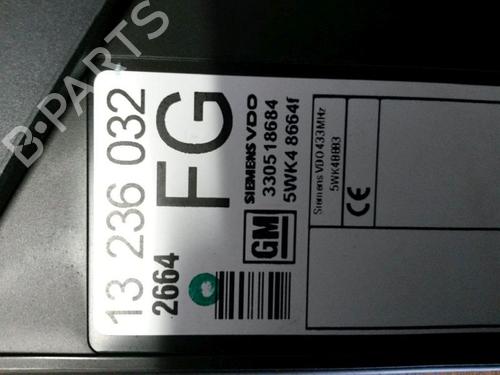 13 236 032
2664 FG
SIEMENS VDO
330518684
GM 5WK4 8664f
Siemens VDO 433MHz
5WK48883
CE
B-PARTS